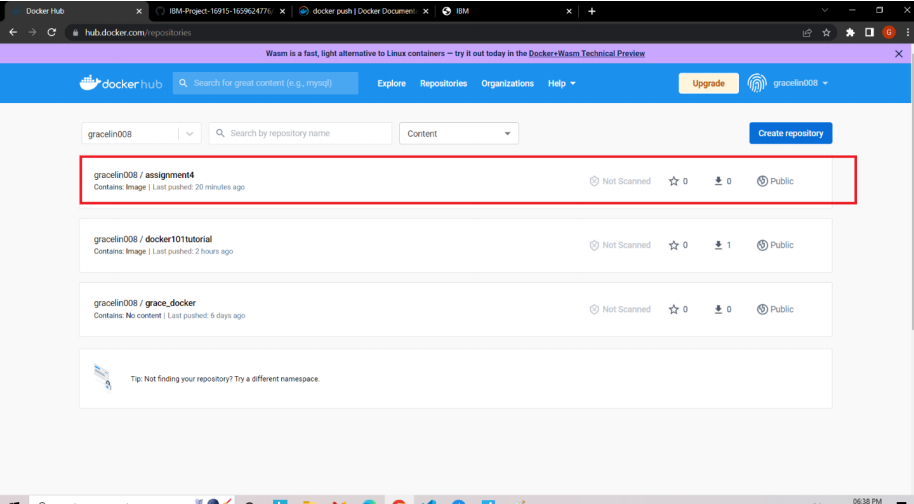 Docker Hub
IBM-Project-16915-1659624776/
docker push | Docker Documenta
IBM
hub.docker.com/repositories
G
Wasm is a fast, light alternative to Linux containers — try it out today in the Docker+Wasm Technical Preview
dockerhub
Search for great content (e.g., mysql)
Explore
Repositories
Organizations
Help
Upgrade
gracelin008
gracelin008
Search by repository name
Content
Create repository
gracelin008 / assignment4
Contains: Image | Last pushed: 20 minutes ago
Not Scanned
0
0
Public
gracelin008 / docker101tutorial
Contains: Image | Last pushed: 2 hours ago
Not Scanned
0
1
Public
gracelin008 / grace_docker
Contains: No content | Last pushed: 6 days ago
Not Scanned
0
0
Public
Tip: Not finding your repository? Try a different namespace.
06:38 PM